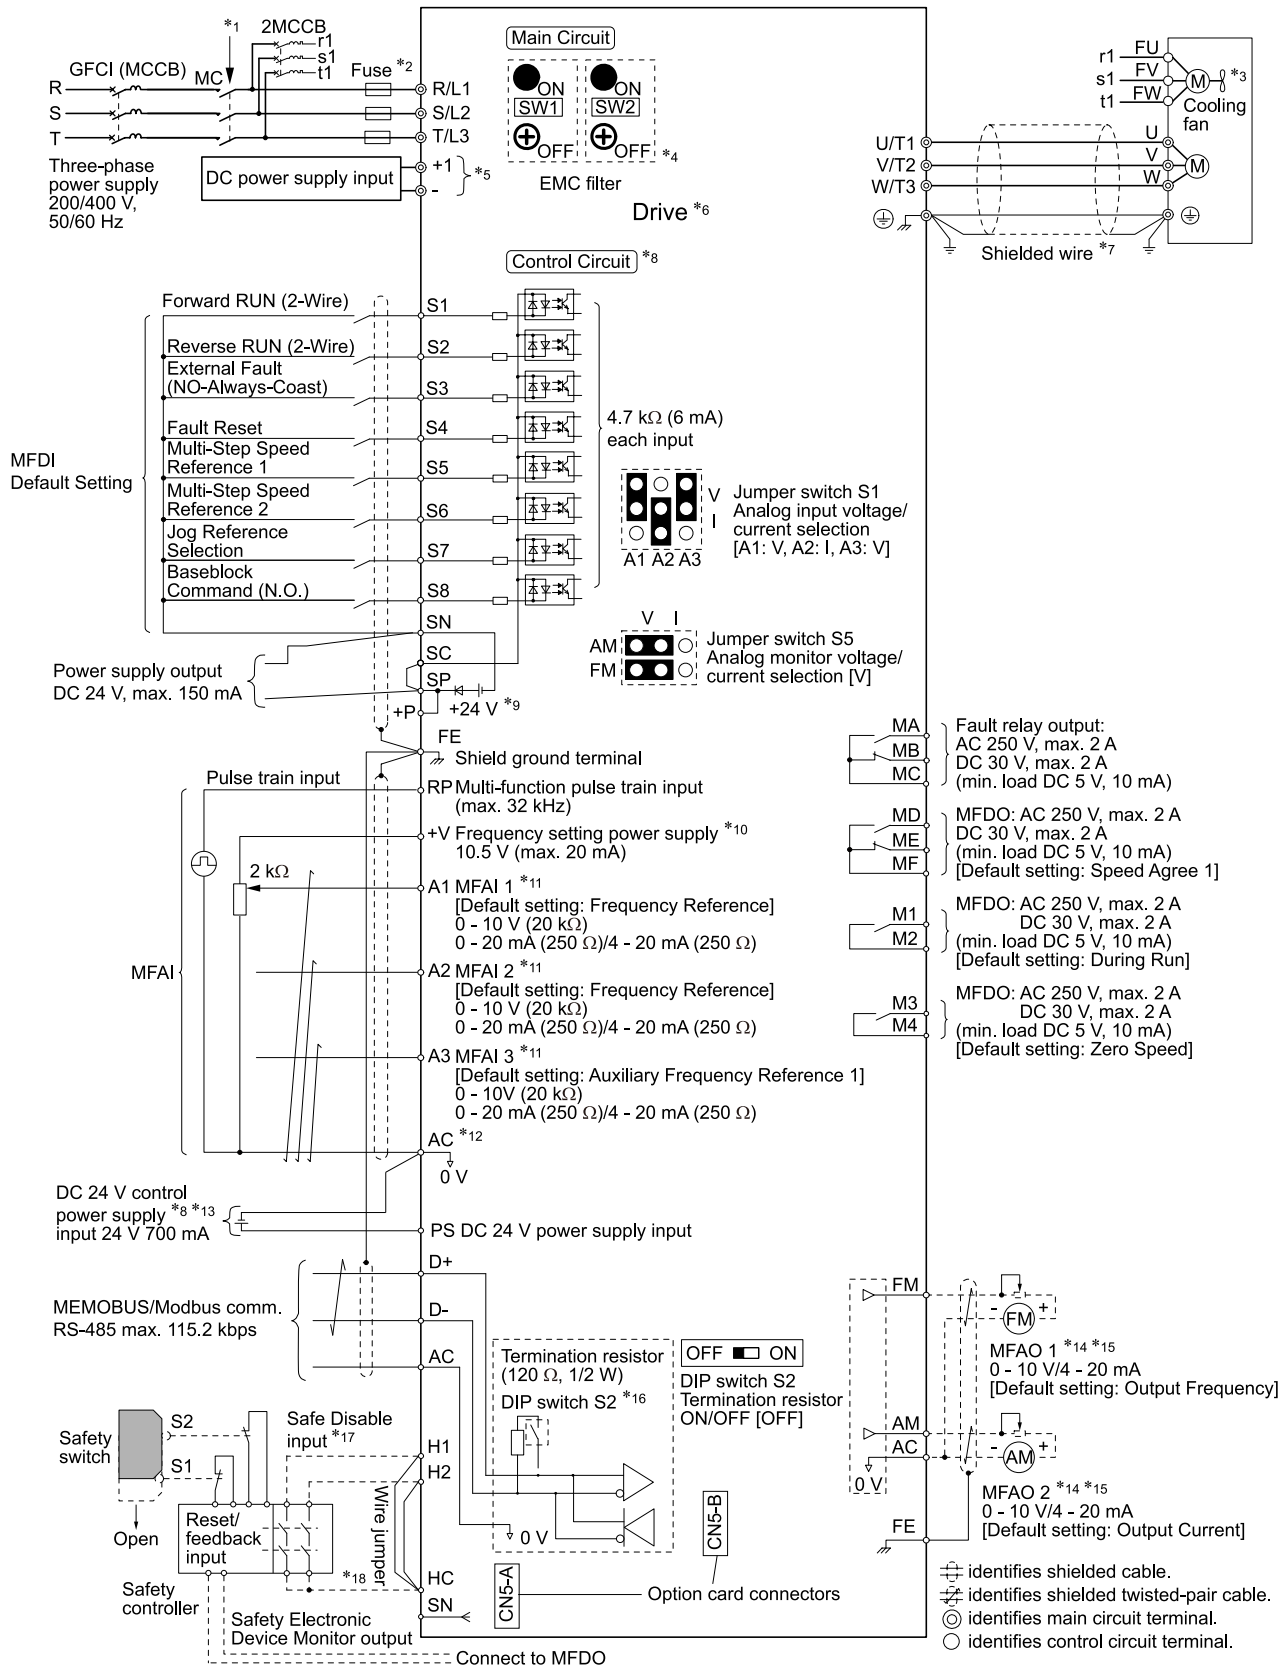 *1
2MCCB
r1
s1
t1
GFCI (MCCB)
MC
Fuse *2
R
S
T
R/L1
S/L2
T/L3
+1
-
*5
Three-phase
power supply
200/400 V,
50/60 Hz
DC power supply input
Main Circuit
ON
SW1
OFF
ON
SW2
OFF
*4
EMC filter
Drive *6
r1
s1
t1
FU
FV
FW
M
*3
Cooling
fan
U/T1
V/T2
W/T3
U
V
W
M
Shielded wire *7
Control Circuit *8
MFDI
Default Setting
Forward RUN (2-Wire)
S1
Reverse RUN (2-Wire)
S2
External Fault
(NO-Always-Coast)
S3
Fault Reset
S4
Multi-Step Speed
Reference 1
S5
Multi-Step Speed
Reference 2
S6
Jog Reference
Selection
S7
Baseblock
Command (N.O.)
S8
4.7 kΩ (6 mA)
each input
V
I
A1 A2 A3
Jumper switch S1
Analog input voltage/
current selection
[A1: V, A2: I, A3: V]
V I
AM
FM
Jumper switch S5
Analog monitor voltage/
current selection [V]
SN
SC
SP
+P
+24 V *9
Power supply output
DC 24 V, max. 150 mA
FE
Shield ground terminal
MA
MB
MC
Fault relay output:
AC 250 V, max. 2 A
DC 30 V, max. 2 A
(min. load DC 5 V, 10 mA)
MD
ME
MF
MFDO: AC 250 V, max. 2 A
DC 30 V, max. 2 A
(min. load DC 5 V, 10 mA)
[Default setting: Speed Agree 1]
M1
M2
MFDO: AC 250 V, max. 2 A
DC 30 V, max. 2 A
(min. load DC 5 V, 10 mA)
[Default setting: During Run]
M3
M4
MFDO: AC 250 V, max. 2 A
DC 30 V, max. 2 A
(min. load DC 5 V, 10 mA)
[Default setting: Zero Speed]
MFAI
Pulse train input
RP Multi-function pulse train input
(max. 32 kHz)
+V Frequency setting power supply *10
10.5 V (max. 20 mA)
2 kΩ
A1 MFAI 1 *11
[Default setting: Frequency Reference]
0 - 10 V (20 kΩ)
0 - 20 mA (250 Ω)/4 - 20 mA (250 Ω)
A2 MFAI 2 *11
[Default setting: Frequency Reference]
0 - 10 V (20 kΩ)
0 - 20 mA (250 Ω)/4 - 20 mA (250 Ω)
A3 MFAI 3 *11
[Default setting: Auxiliary Frequency Reference 1]
0 - 10V (20 kΩ)
0 - 20 mA (250 Ω)/4 - 20 mA (250 Ω)
AC *12
0 V
DC 24 V control
power supply *8 *13
input 24 V 700 mA
PS DC 24 V power supply input
MEMOBUS/Modbus comm.
RS-485 max. 115.2 kbps
D+
D-
AC
Termination resistor
(120 Ω, 1/2 W)
DIP switch S2 *16
0 V
OFF ON
DIP switch S2
Termination resistor
ON/OFF [OFF]
FM
- +
FM
MFAO 1 *14 *15
0 - 10 V/4 - 20 mA
[Default setting: Output Frequency]
AM
AC
0 V
- +
AM
MFAO 2 *14 *15
0 - 10 V/4 - 20 mA
[Default setting: Output Current]
FE
Safety
switch
S2
S1
Open
Safe Disable
input *17
H1
H2
Wire jumper
HC
SN
Reset/
feedback
input
*18
Safety
controller
Safety Electronic
Device Monitor output
Connect to MFDO
CN5-A
CN5-B
Option card connectors
identifies shielded cable.
identifies shielded twisted-pair cable.
identifies main circuit terminal.
identifies control circuit terminal.